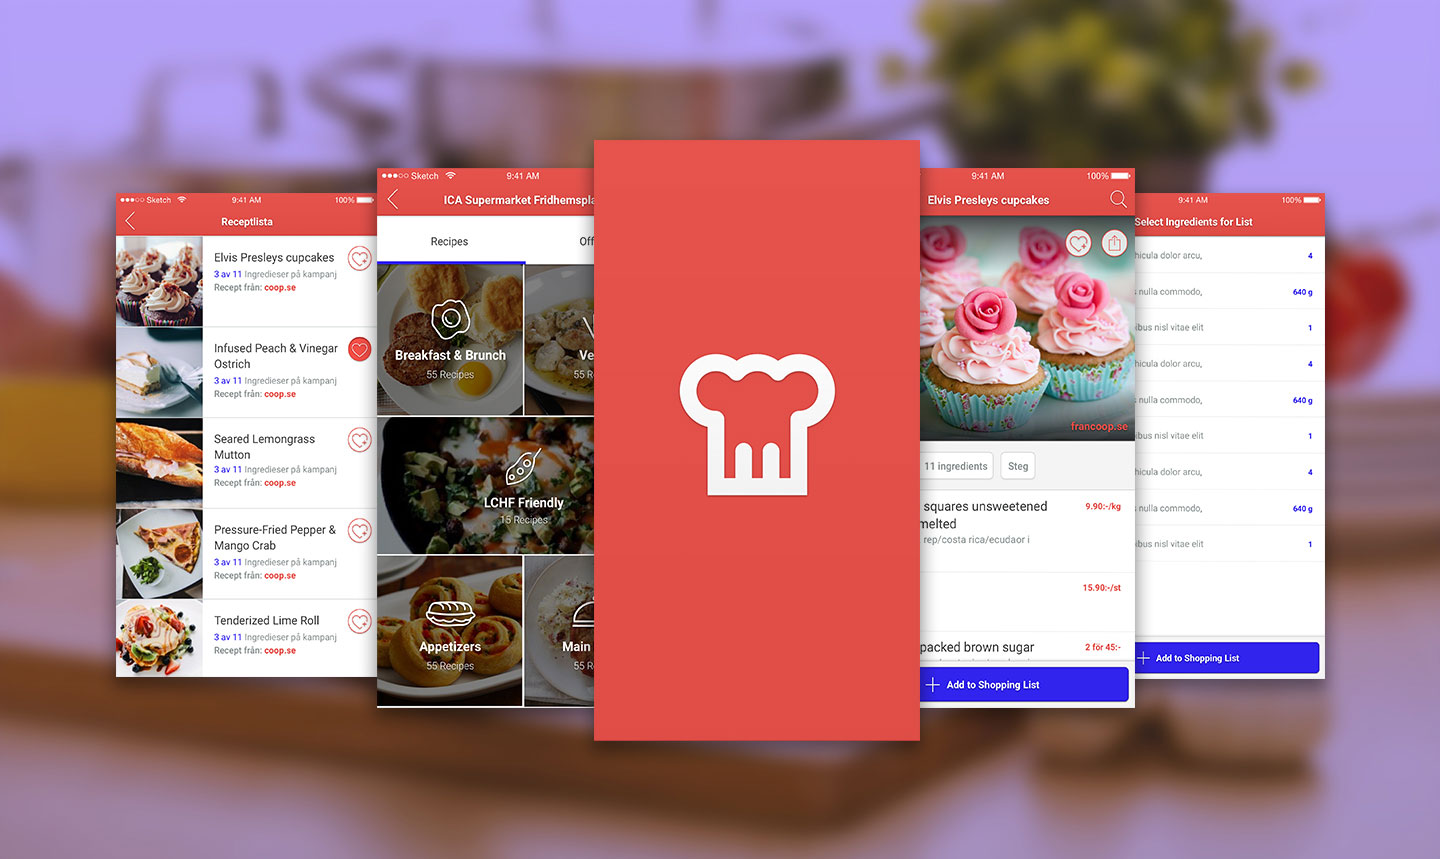 Sketch 9:41 AM 100%
Receptlista
Elvis Presleys cupcakes
3 av 11 Ingredieser på kampanj
Recept från: coop.se
Infused Peach & Vinegar
Ostrich
3 av 11 Ingredieser på kampanj
Recept från: coop.se
Seared Lemongrass
Mutton
3 av 11 Ingredieser på kampanj
Recept från: coop.se
Pressure-Fried Pepper &
Mango Crab
3 av 11 Ingredieser på kampanj
Recept från: coop.se
Tenderized Lime Roll
3 av 11 Ingredieser på kampanj
Recept från: coop.se
Sketch 9:41 AM
ICA Supermarket Fridhemspla
Recipes Off
Breakfast & Brunch
55 Recipes
Ve
55 R
LCHF Friendly
15 Recipes
Appetizers
55 Recipes
Main
55 R
9:41 AM 100%
Elvis Presleys cupcakes
francoop.se
11 ingredients Steg
squares unsweetened 9.90:-/kg
melted
rep/costa rica/ecudaor i
15.90:-/st
packed brown sugar 2 för 45:-
Add to Shopping List
9:41 AM 100%
Select Ingredients for List
hicula dolor arcu, 4
s nulla commodo, 640 g
ibus nisl vitae elit 1
hicula dolor arcu, 4
s nulla commodo, 640 g
ibus nisl vitae elit 1
hicula dolor arcu, 4
s nulla commodo, 640 g
ibus nisl vitae elit 1
Add to Shopping List